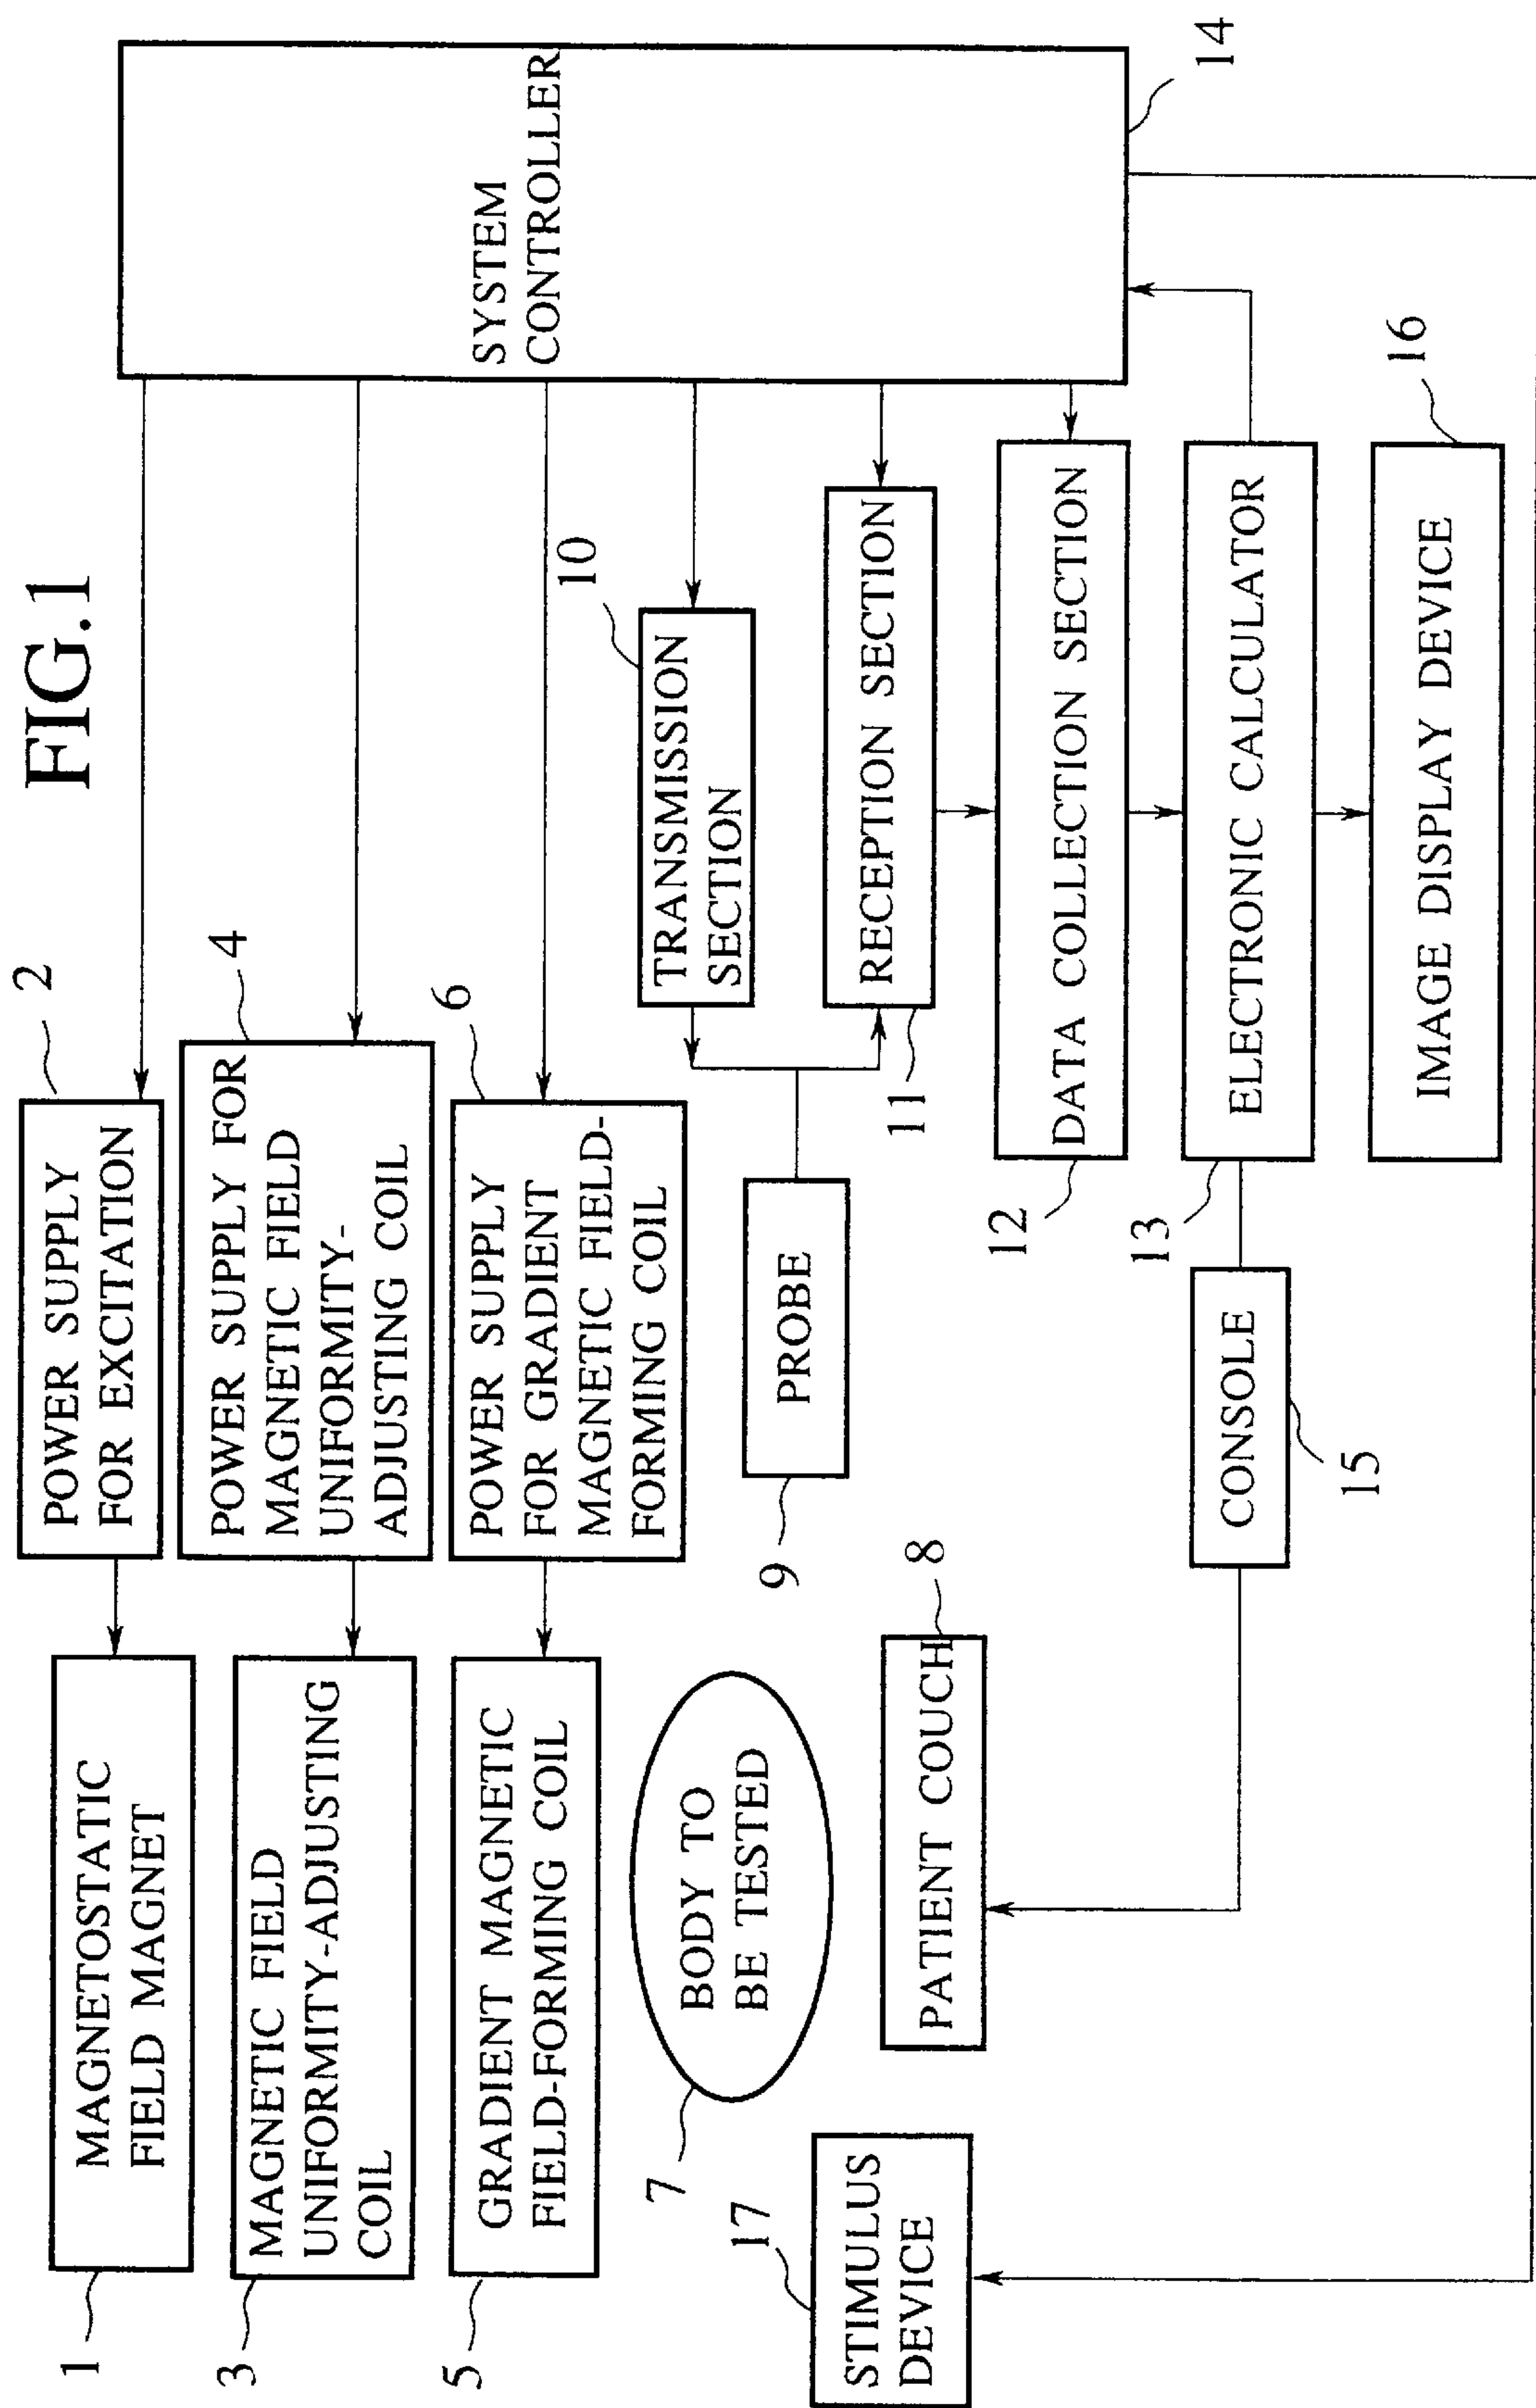 FIG.1
1
MAGNETOSTATIC
FIELD MAGNET
2
POWER SUPPLY
FOR EXCITATION
3
MAGNETIC FIELD
UNIFORMITY-ADJUSTING
COIL
4
POWER SUPPLY FOR
MAGNETIC FIELD
UNIFORMITY-
ADJUSTING COIL
5
GRADIENT MAGNETIC
FIELD-FORMING COIL
6
POWER SUPPLY
FOR GRADIENT
MAGNETIC FIELD-
FORMING COIL
SYSTEM
CONTROLLER
14
7
BODY TO
BE TESTED
9
PROBE
10
TRANSMISSION
SECTION
11
RECEPTION SECTION
17
STIMULUS
DEVICE
8
PATIENT COUCH
12
DATA COLLECTION SECTION
15
CONSOLE
13
ELECTRONIC CALCULATOR
16
IMAGE DISPLAY DEVICE